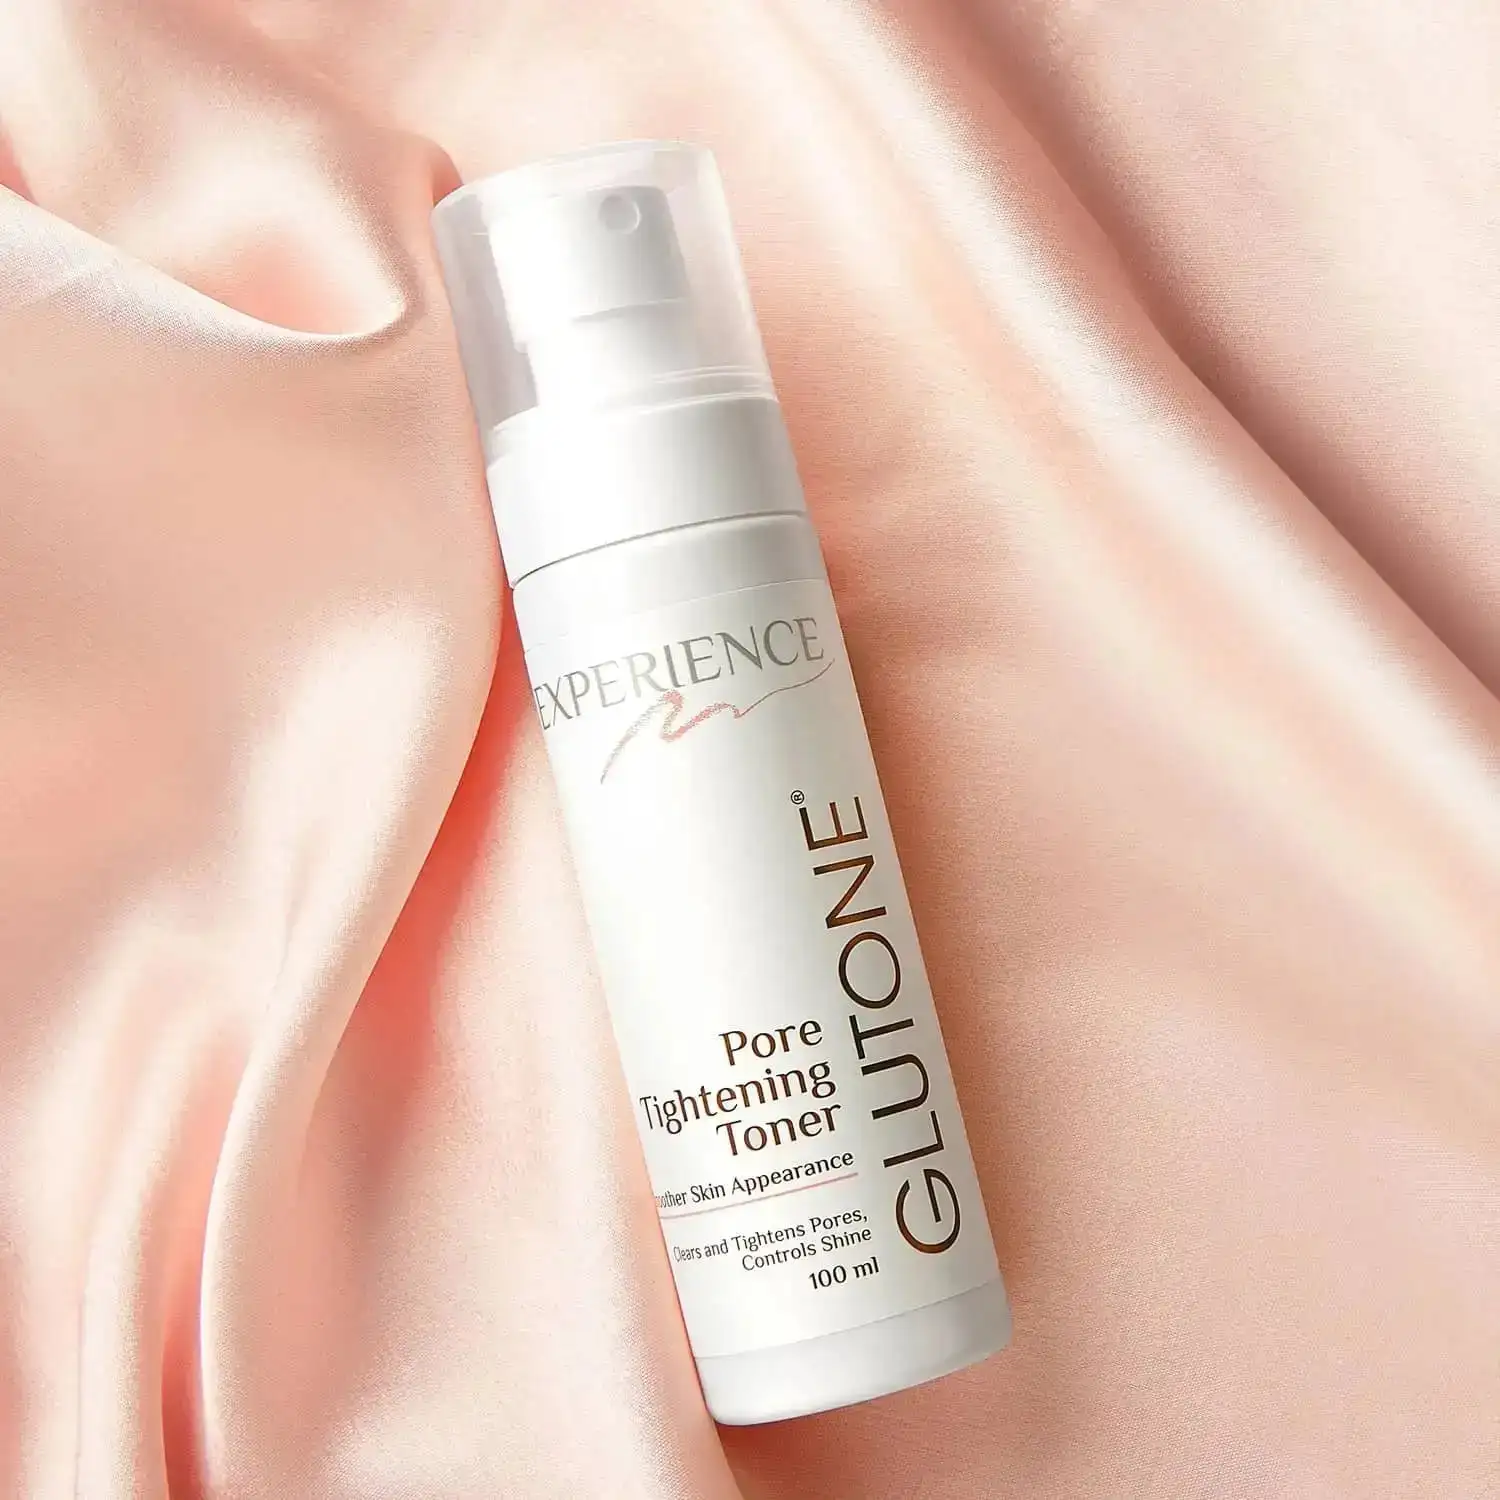 EXPERIENCE
GLUTONE®
Pore
Tightening
Toner
Skin Appearance
Clears and Tightens Pores,
Controls Shine
100 ml